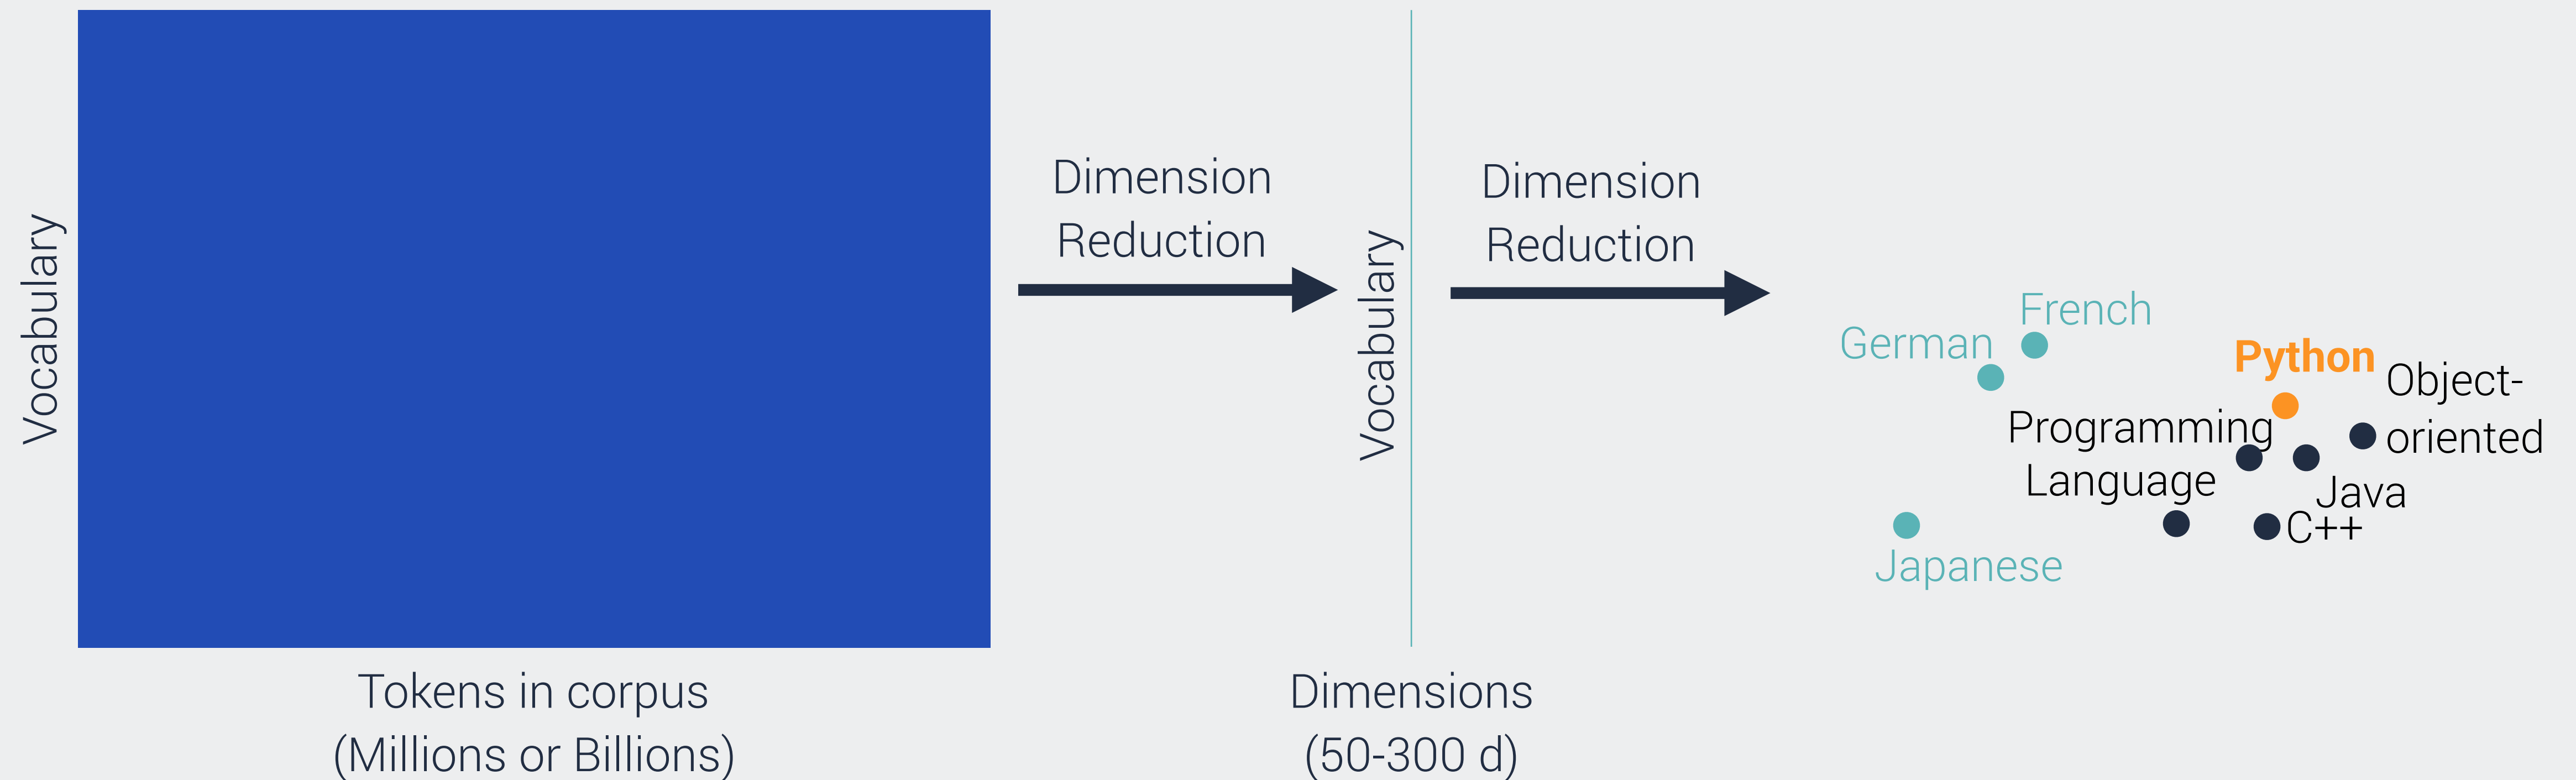 Vocabulary
Tokens in corpus
(Millions or Billions)
Dimension
Reduction
Vocabulary
Dimensions
(50-300 d)
Dimension
Reduction
French
German
Python
Object-
oriented
Programming
Language
Java
C++
Japanese